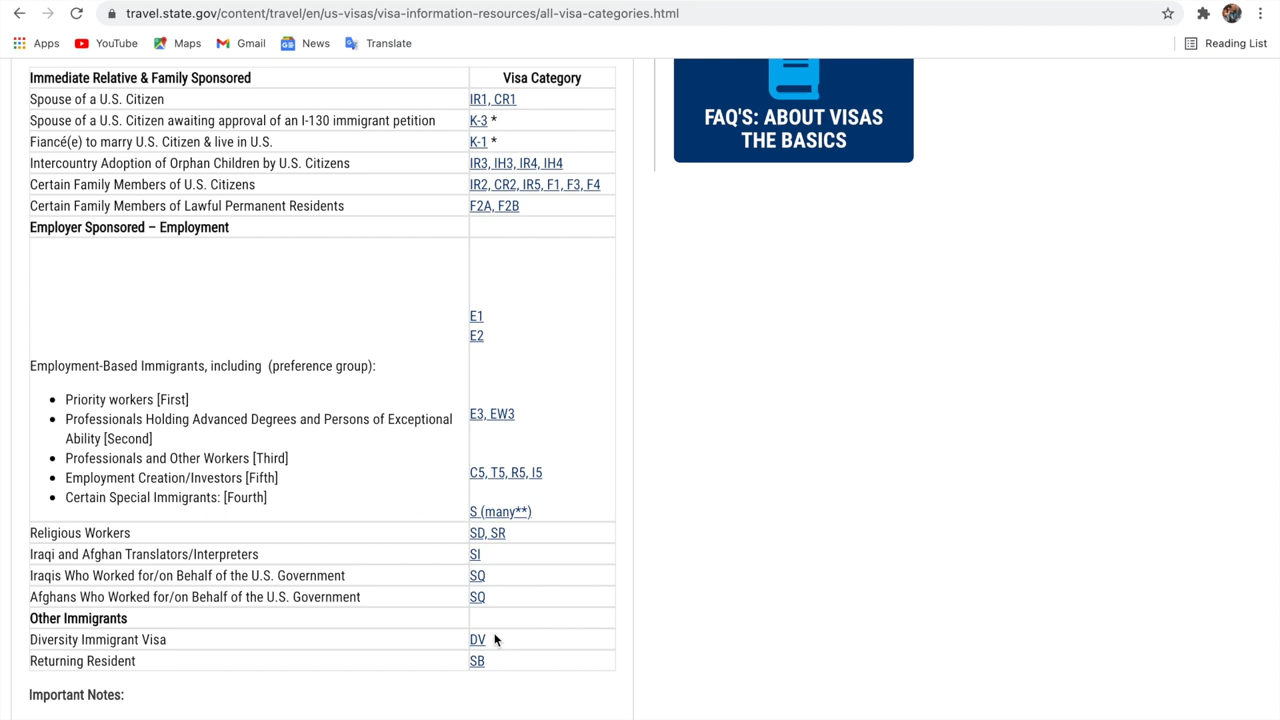 travel.state.gov/content/travel/en/us-visas/visa-information-resources/all-visa-categories.html
Apps YouTube Maps Gmail News Translate Reading List
Immediate Relative & Family Sponsored Visa Category
Spouse of a U.S. Citizen IR1, CR1
Spouse of a U.S. Citizen awaiting approval of an I-130 immigrant petition K-3 *
Fiancé(e) to marry U.S. Citizen & live in U.S. K-1 *
Intercountry Adoption of Orphan Children by U.S. Citizens IR3, IH3, IR4, IH4
Certain Family Members of U.S. Citizens IR2, CR2, IR5, F1, F3, F4
Certain Family Members of Lawful Permanent Residents F2A, F2B
Employer Sponsored – Employment
E1
E2
Employment-Based Immigrants, including (preference group):
• Priority workers [First]
• Professionals Holding Advanced Degrees and Persons of Exceptional E3, EW3
Ability [Second]
• Professionals and Other Workers [Third]
• Employment Creation/Investors [Fifth] C5, T5, R5, I5
• Certain Special Immigrants: [Fourth]
S (many**)
Religious Workers SD, SR
Iraqi and Afghan Translators/Interpreters SI
Iraqis Who Worked for/on Behalf of the U.S. Government SQ
Afghans Who Worked for/on Behalf of the U.S. Government SQ
Other Immigrants
Diversity Immigrant Visa DV
Returning Resident SB
Important Notes:
FAQ'S: ABOUT VISAS
THE BASICS